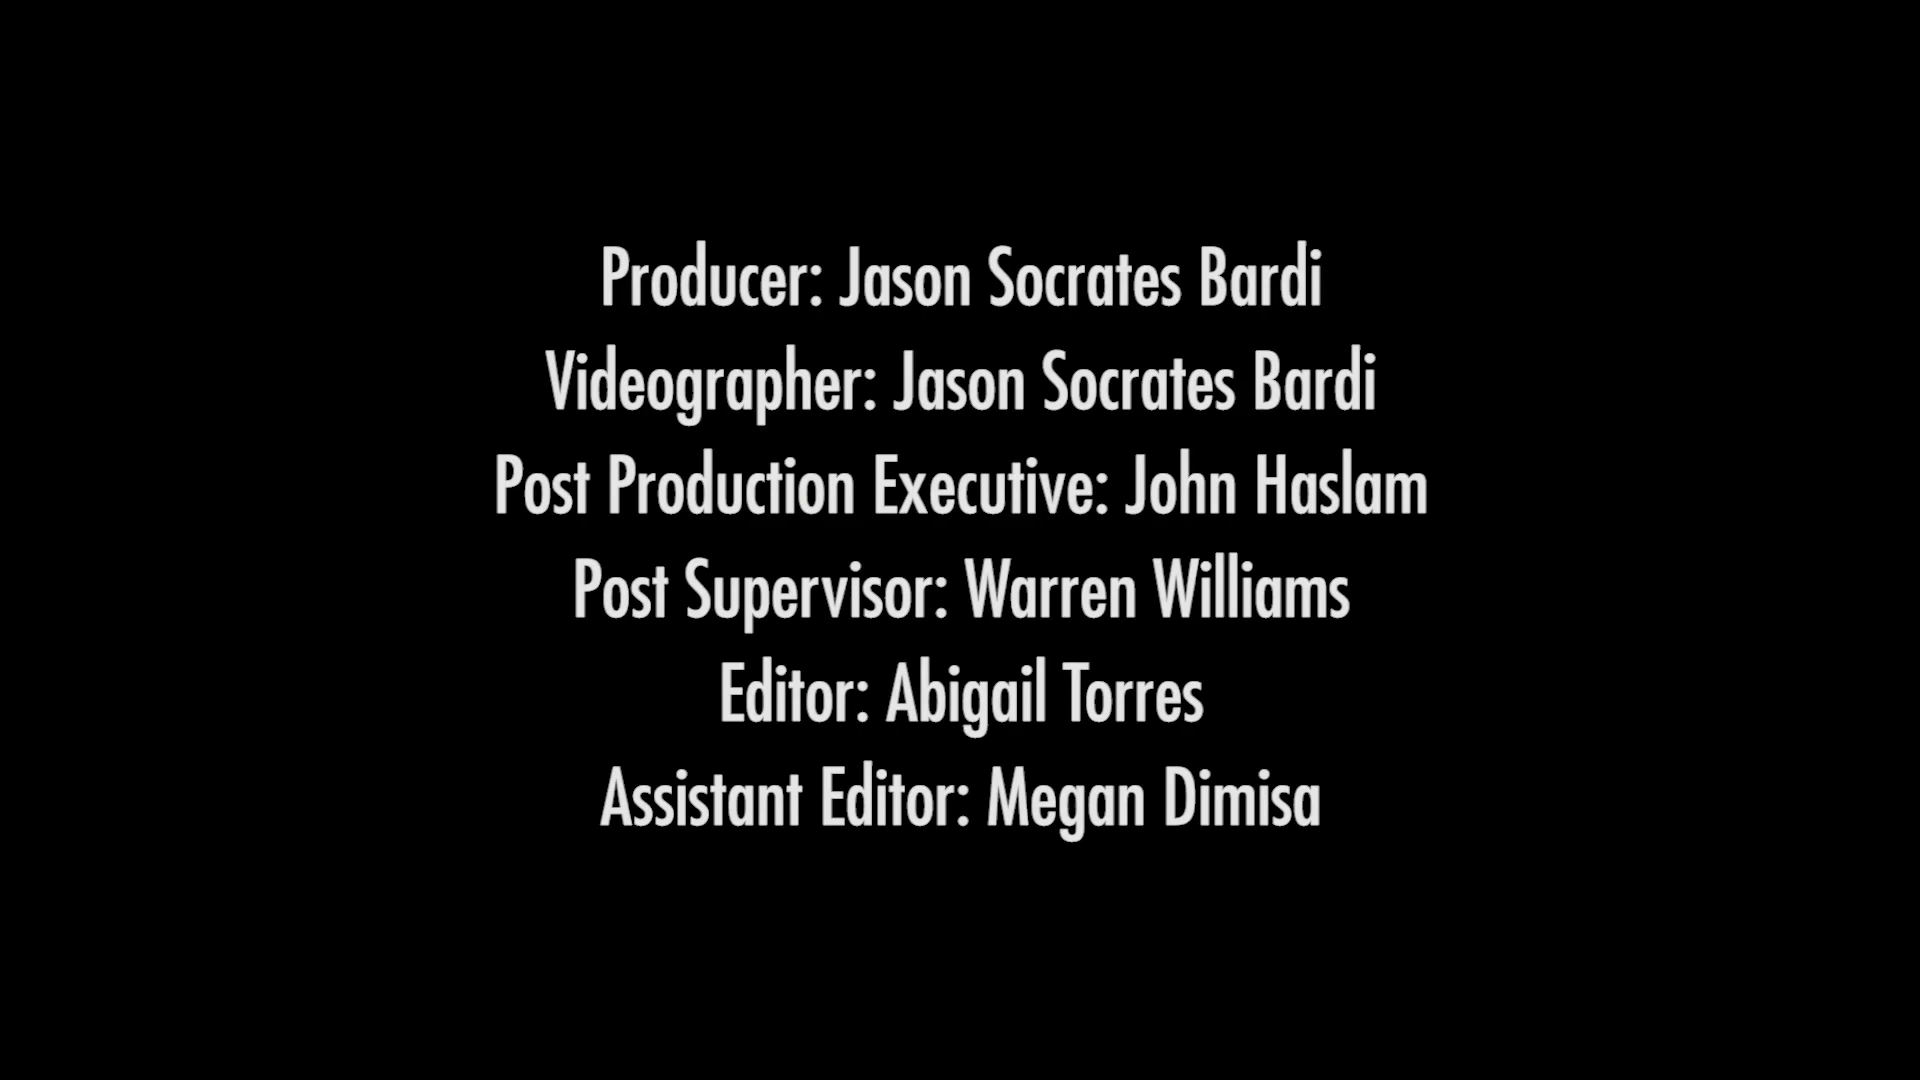 Producer: Jason Socrates Bardi
Videographer: Jason Socrates Bardi
Post Production Executive: John Haslam
Post Supervisor: Warren Williams
Editor: Abigail Torres
Assistant Editor: Megan Dimisa